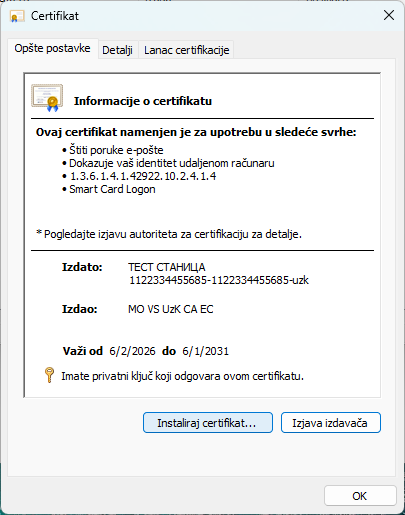 Certifikat
Opšte postavke
Detalji
Lanac certifikacije
Informacije o certifikatu
Ovaj certifikat namenjen je za upotrebu u sledeće svrhe:
• Štiti poruke e-pošte
• Dokazuje vaš identitet udaljenom računaru
• 1.3.6.1.4.1.42922.10.2.4.1.4
• Smart Card Logon
* Pogledajte izjavu autoriteta za certifikaciju za detalje.
Izdato: ТЕСТ СТАНИЦА
1122334455685-1122334455685-uzk
Izdao: MO VS UzK CA EC
Važi od 6/2/2026 do 6/1/2031
Imate privatni ključ koji odgovara ovom certifikatu.
Instaliraj certifikat...
Izjava izdavača
OK